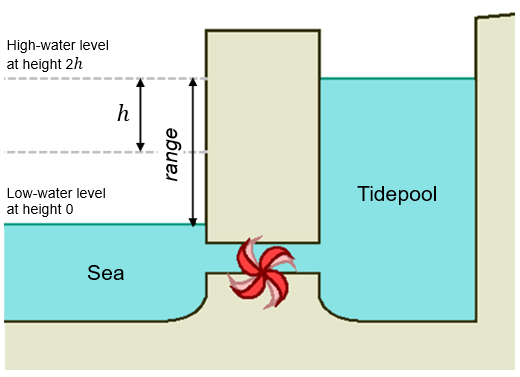 High-water level
at height 2h
h
range
Low-water level
at height 0
Tidepool
Sea